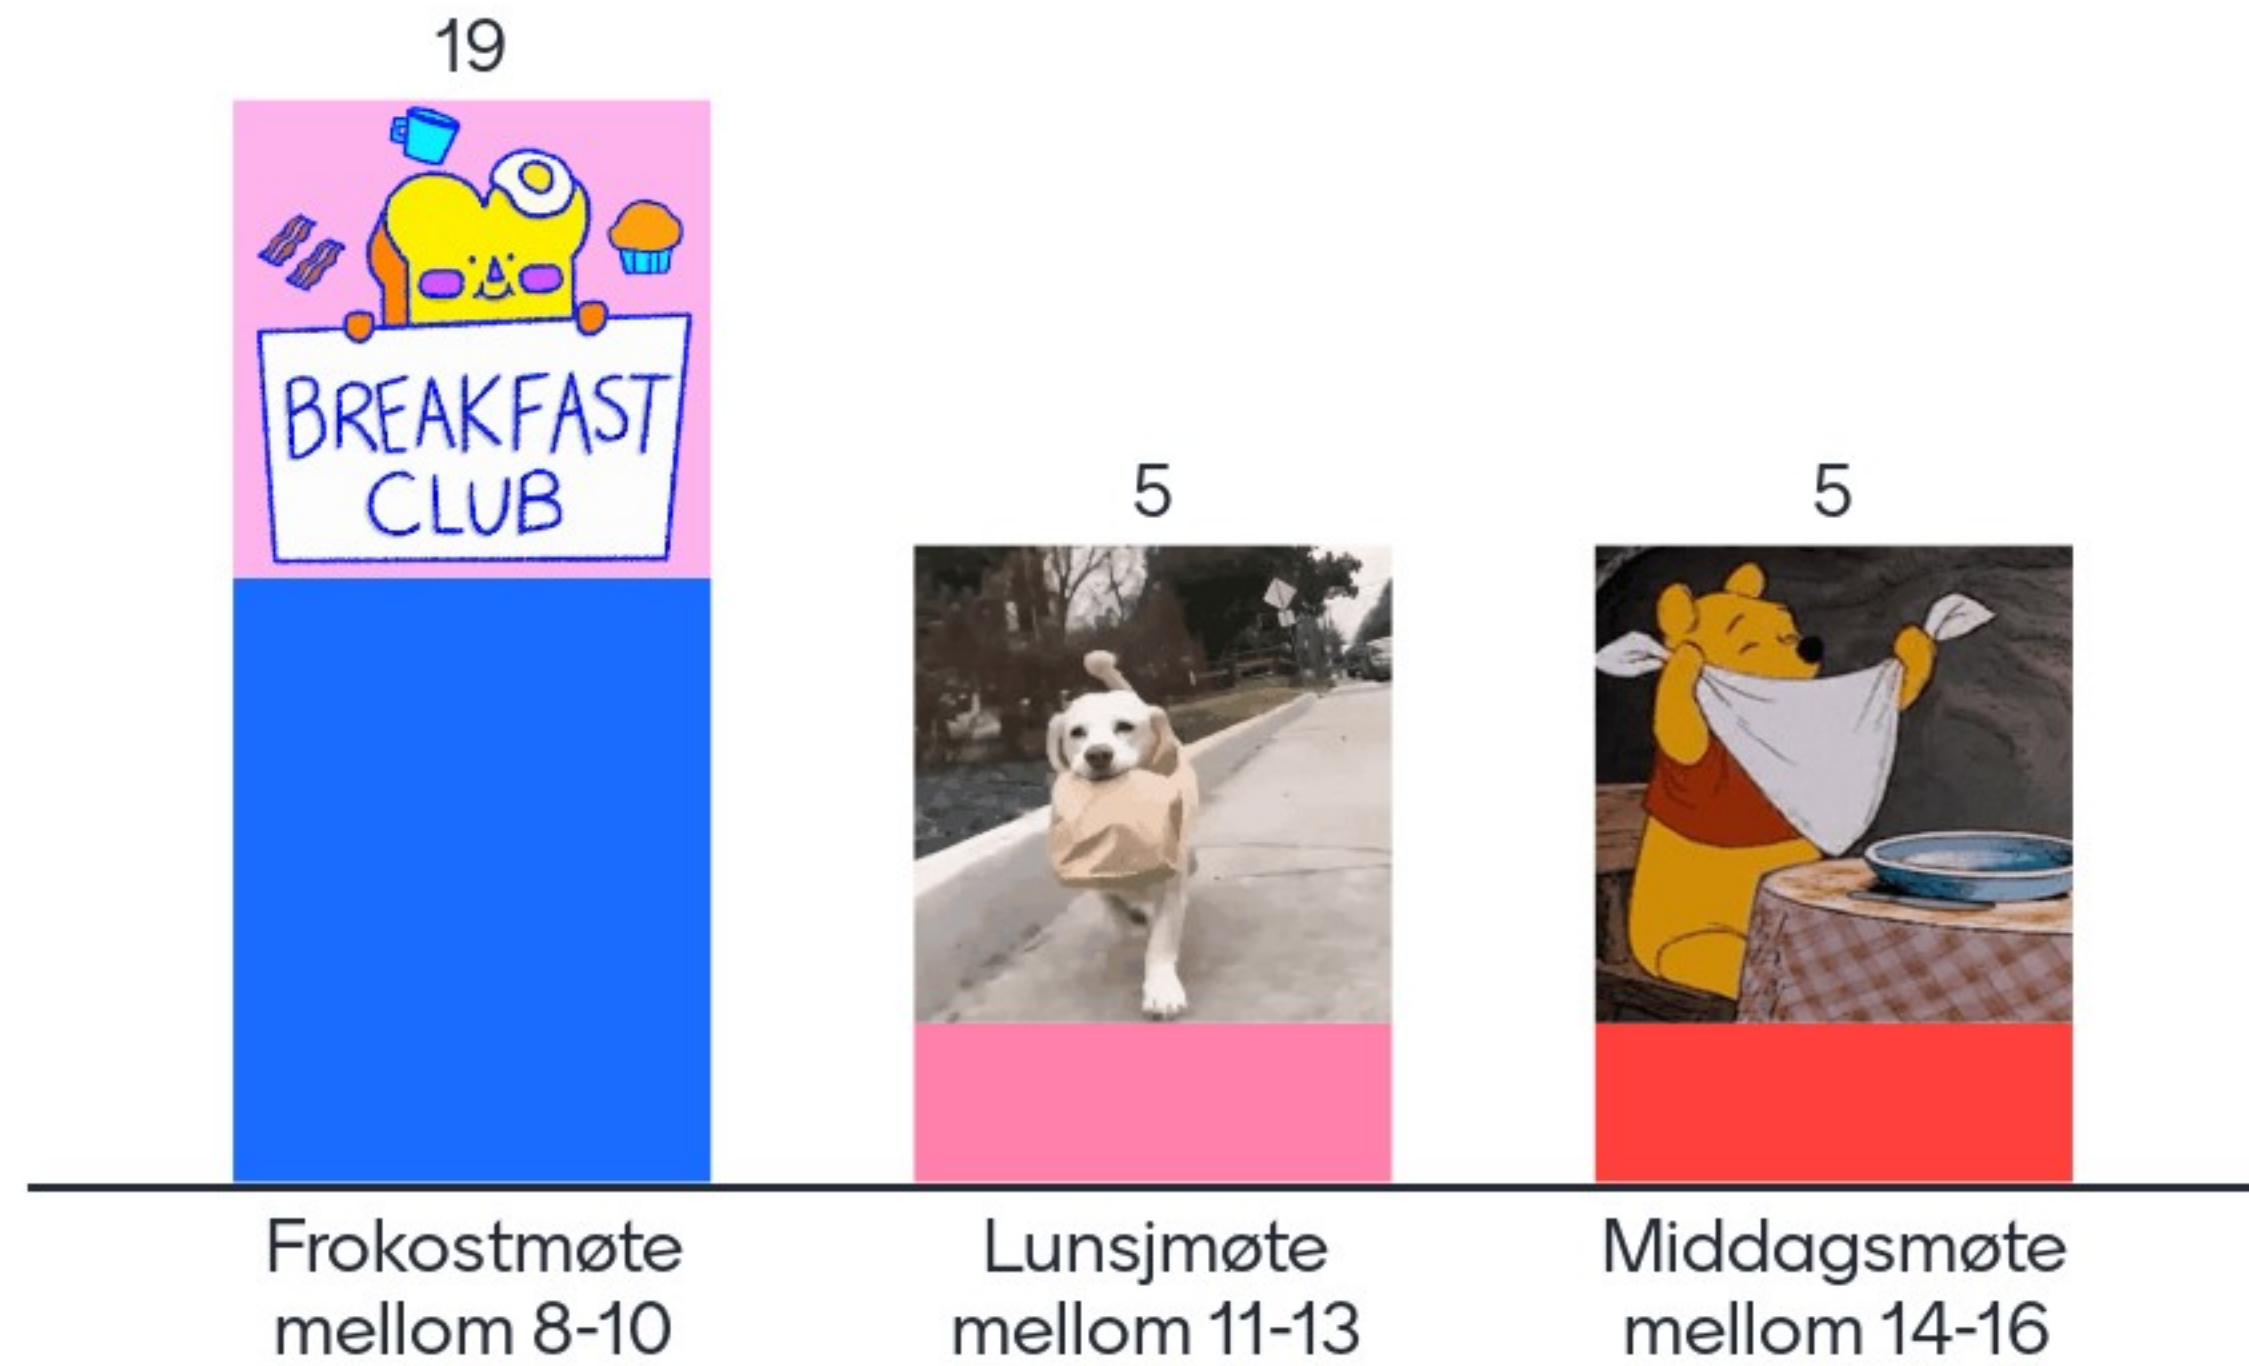 19
BREAKFAST
CLUB
5
5
Frokostmøte
mellom 8-10
Lunsjmøte
mellom 11-13
Middagsmøte
mellom 14-16